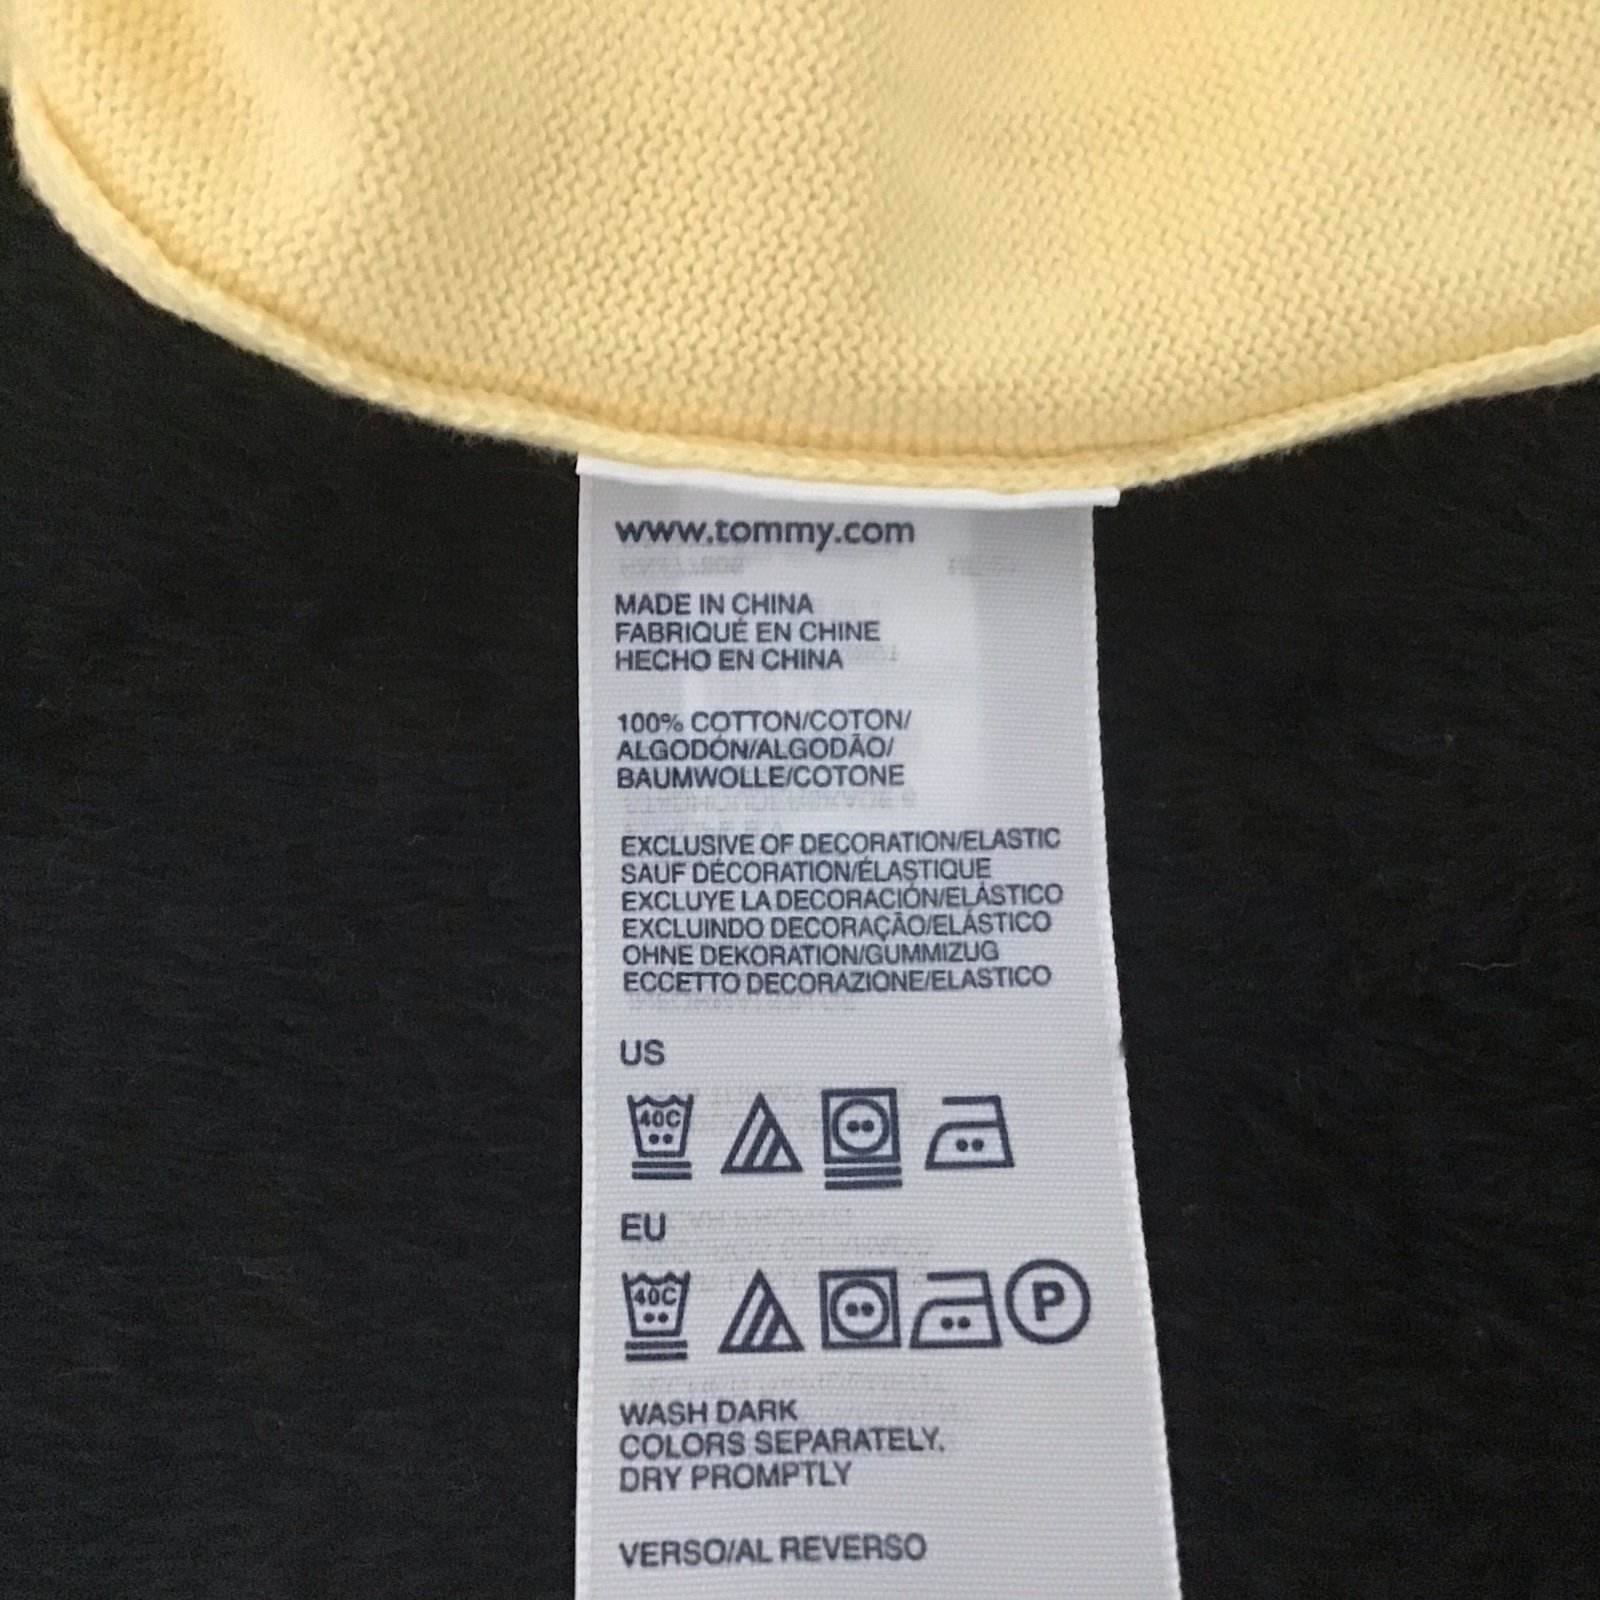 www.tommy.com
MADE IN CHINA
FABRIQUÉ EN CHINE
HECHO EN CHINA
100% COTTON/COTON/
ALGODÓN/ALGODÃO/
BAUMWOLLE/COTONE
EXCLUSIVE OF DECORATION/ELASTIC
SAUF DÉCORATION/ÉLASTIQUE
EXCLUYE LA DECORACIÓN/ELÁSTICO
EXCLUINDO DECORAÇÃO/ELÁSTICO
OHNE DEKORATION/GUMMIZUG
ECCETTO DECORAZIONE/ELASTICO
US
40C
EU
40C P
WASH DARK
COLORS SEPARATELY,
DRY PROMPTLY
VERSO/AL REVERSO